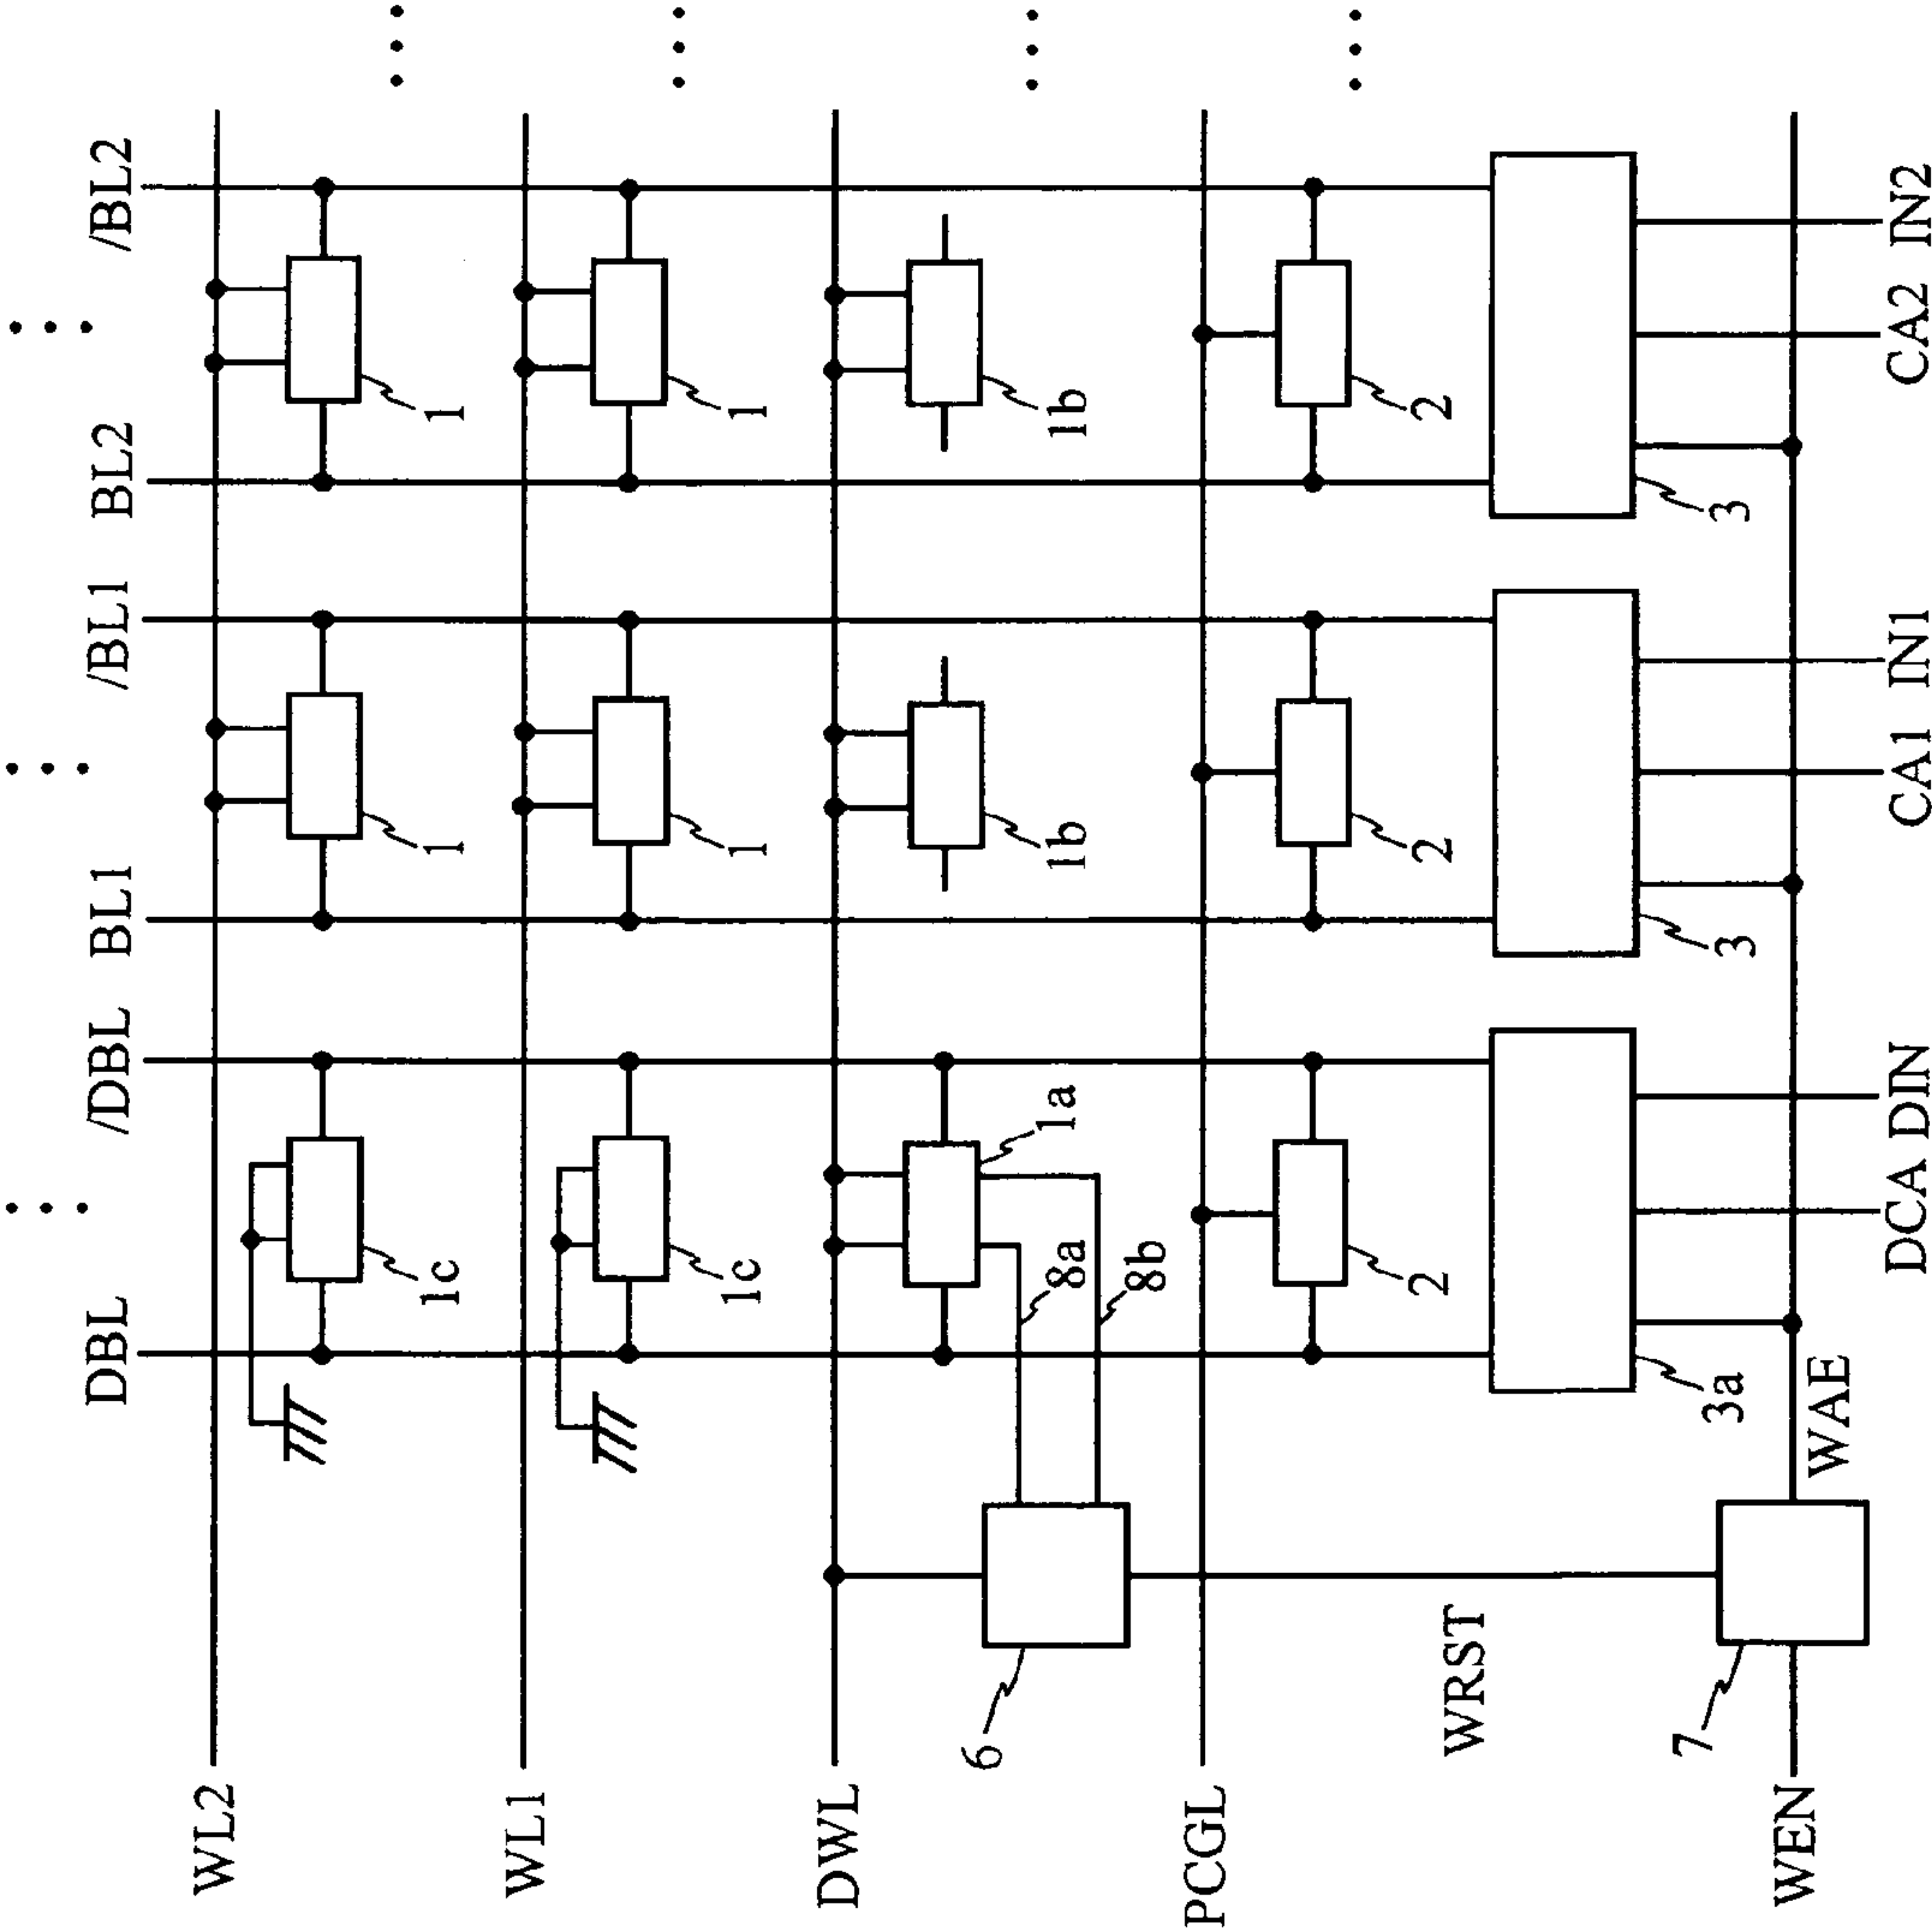 DBL /DBL BL1 /BL1 BL2 /BL2
WL2
1c 1 1
WL1
1c 1 1
DWL
1a 1b 1b
8a
8b
6
PCGL
2 2 2
WRST
3a 3 3
7
WAE
WEN
DCA DIN CA1 IN1 CA2 IN2